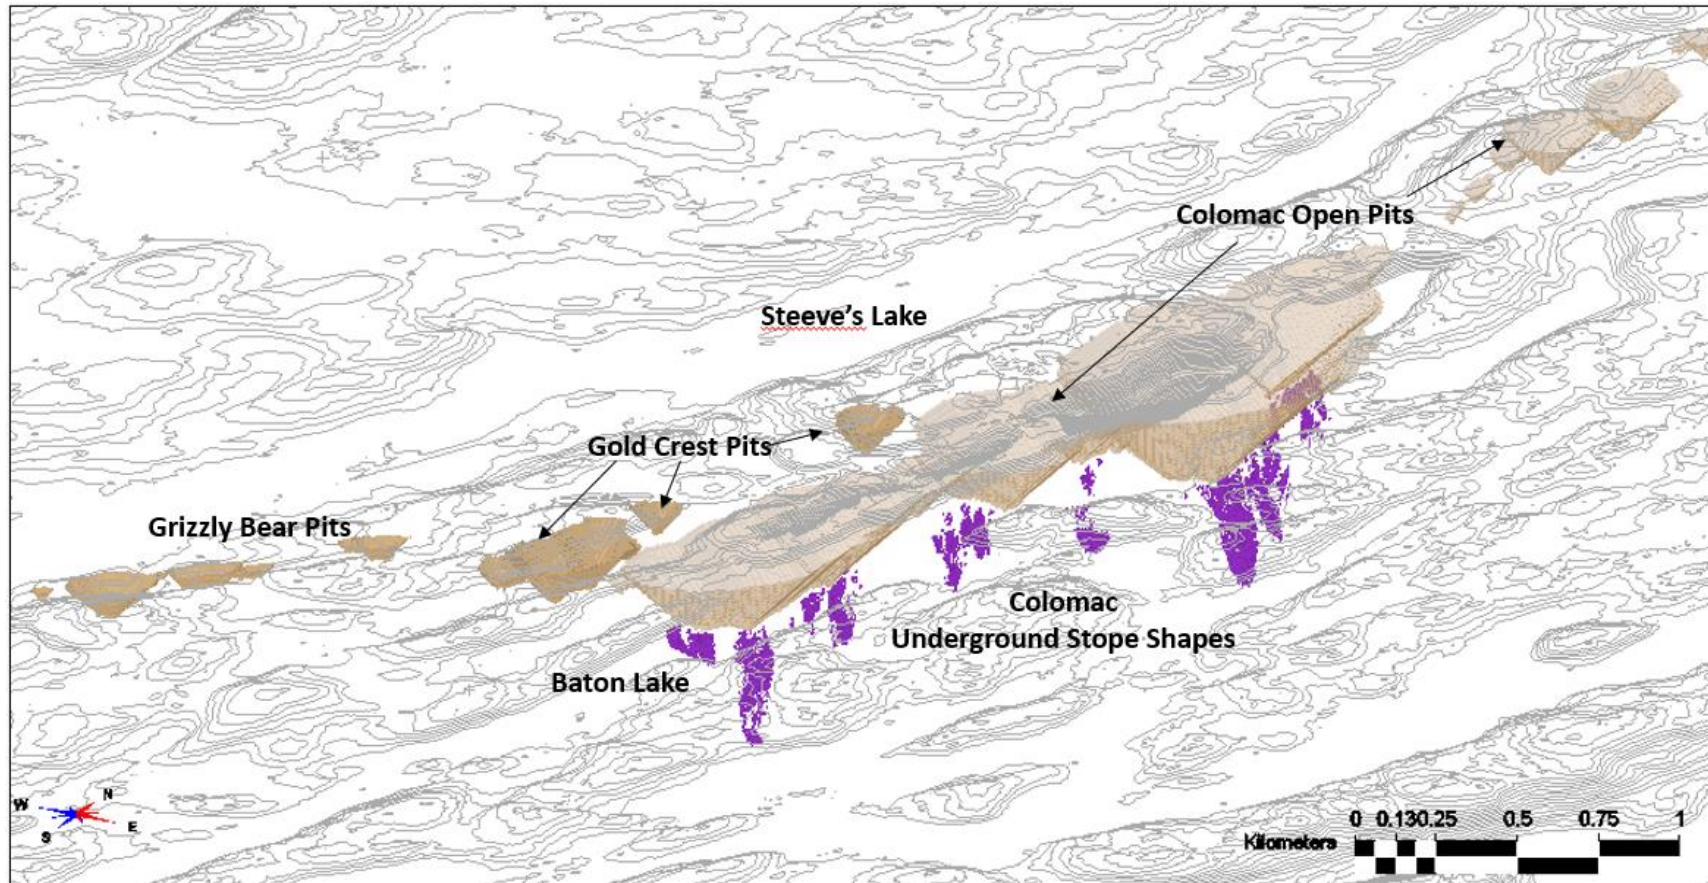 Colomac Open Pits
Steeve’s Lake
Gold Crest Pits
Grizzly Bear Pits
Colomac
Underground Stope Shapes
Baton Lake
W N
S E
0 0.130.25 0.5 0.75 1
Kilometers